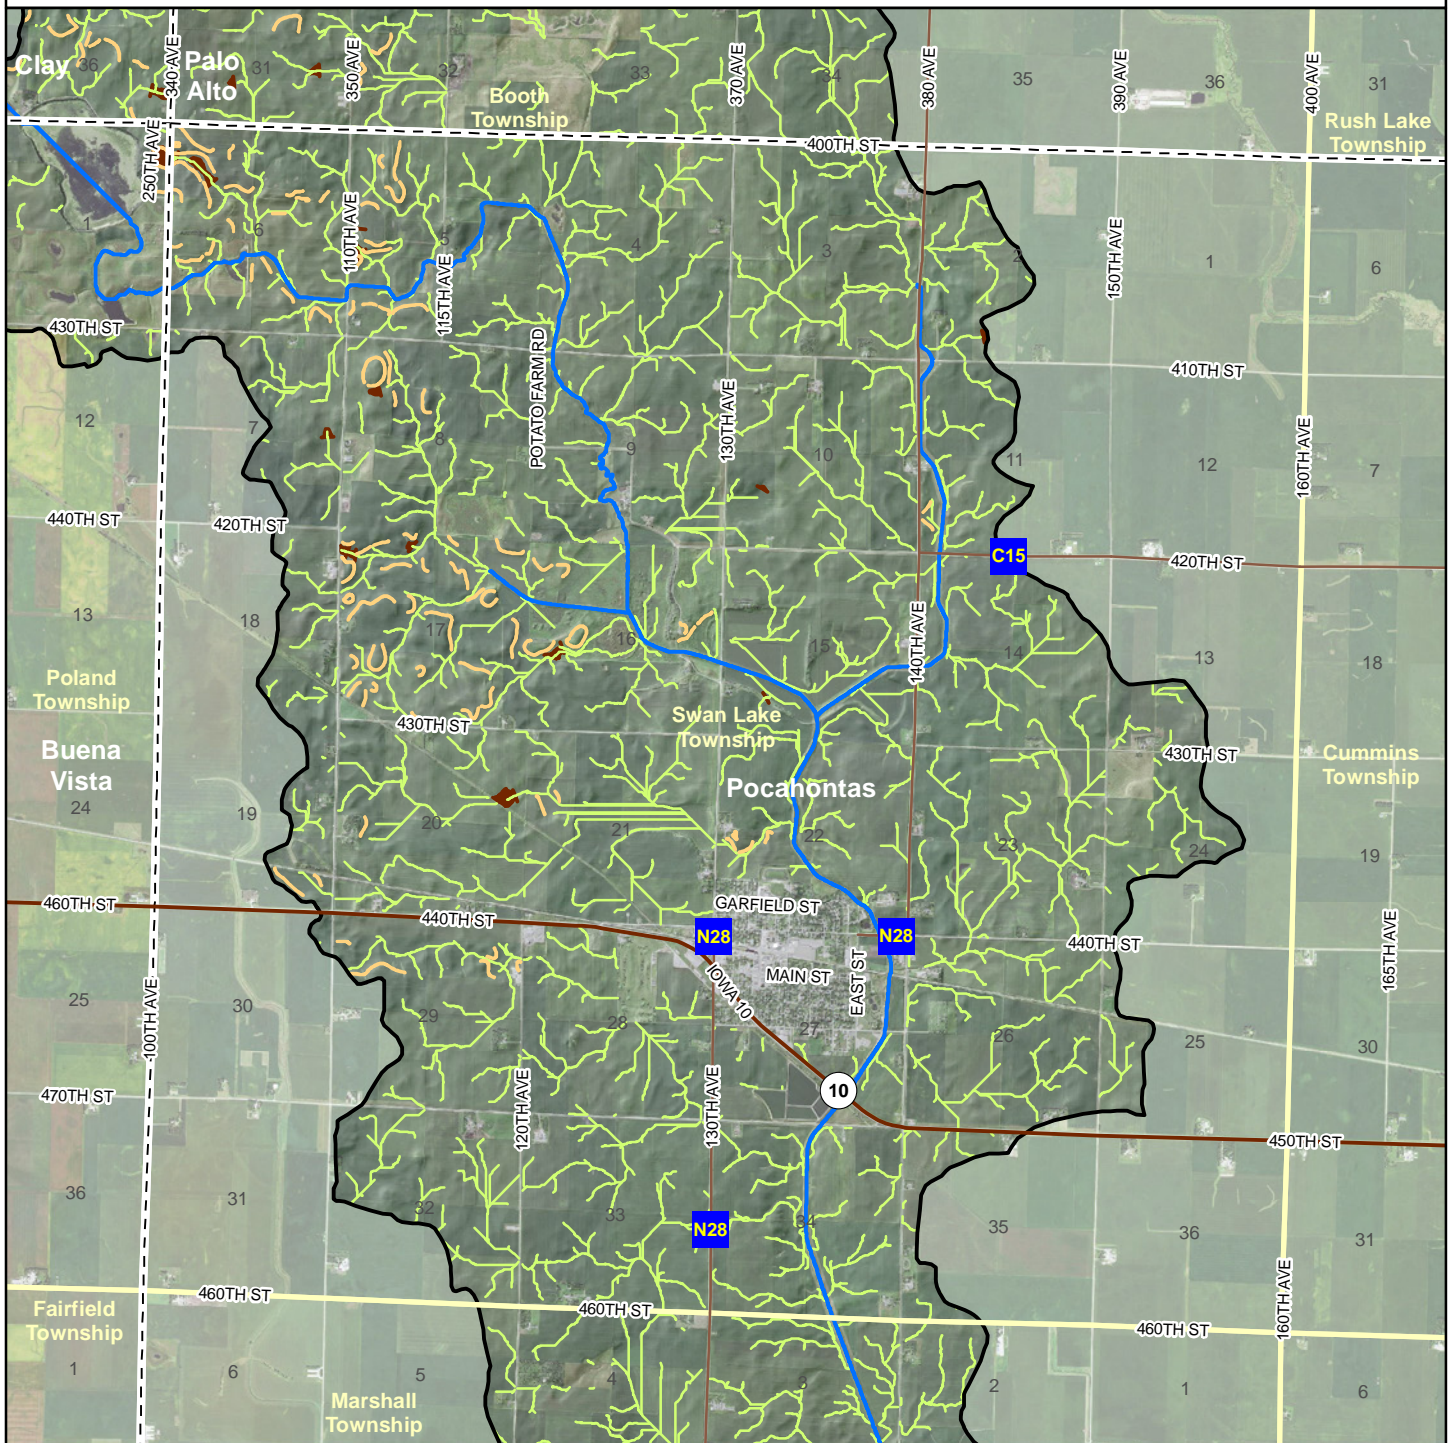 340 AVE
350 AVE
370 AVE
380 AVE
390 AVE
400 AVE
Clay
36
Palo
Alto
31
32
33
34
35
36
31
Booth
Township
Rush Lake
Township
400TH ST
250TH AVE
110TH AVE
115TH AVE
150TH AVE
1
6
5
4
3
2
1
6
430TH ST
POTATO FARM RD
130TH AVE
410TH ST
160TH AVE
12
7
8
9
10
11
12
7
440TH ST
420TH ST
C15
420TH ST
13
18
17
16
15
140TH AVE
14
13
18
Poland
Township
430TH ST
Swan Lake
Township
430TH ST
Buena
Vista
Cummins
Township
Pocahontas
24
19
20
21
22
23
24
19
460TH ST
440TH ST
GARFIELD ST
N28
N28
440TH ST
165TH AVE
MAIN ST
EAST ST
IOWA 10
100TH AVE
25
30
29
28
27
26
25
30
10
470TH ST
120TH AVE
130TH AVE
450TH ST
36
31
32
33
N28
34
35
36
31
460TH ST
460TH ST
460TH ST
160TH AVE
Fairfield
Township
1
6
5
4
3
2
1
6
Marshall
Township